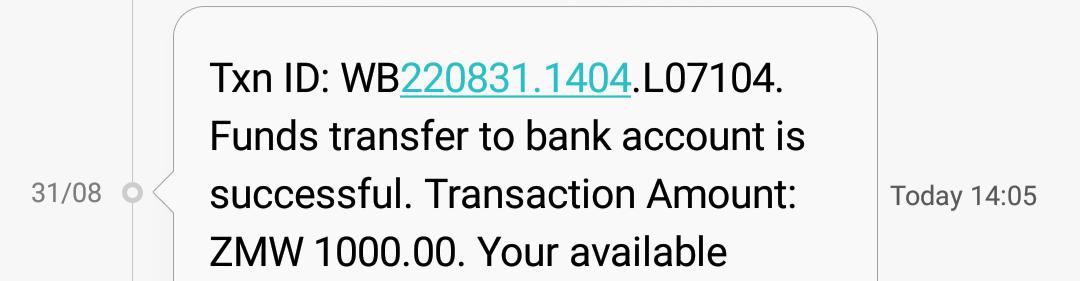 Txn ID: WB220831.1404.L07104.
Funds transfer to bank account is
31/08
successful. Transaction Amount:
Today 14:05
ZMW 1000.00. Your available